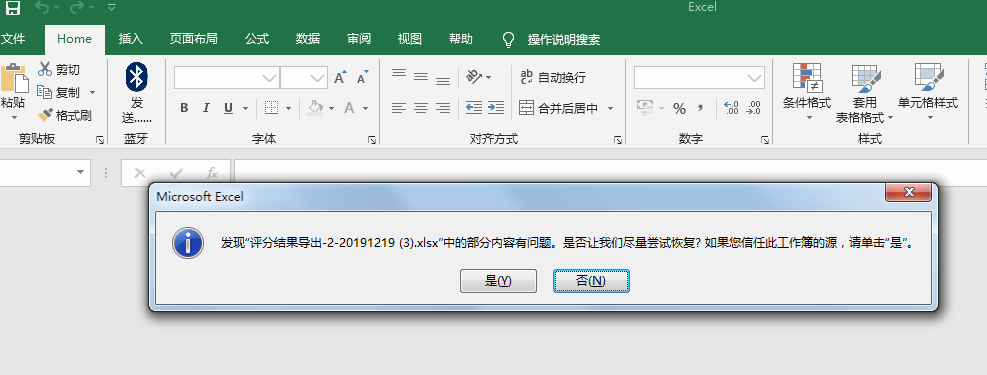 Excel
文件 Home 插入 页面布局 公式 数据 审阅 视图 帮助 操作说明搜索
剪切
复制
格式刷
粘贴
剪贴板
发
送......
蓝牙
A A
B I U A
字体
ab 自动换行
合并后居中
对齐方式
% ,
.00
.00
数字
条件格式
套用
表格格式
单元格样式
样式
fx
Microsoft Excel
发现"评分结果导出-2-20191219 (3).xlsx"中的部分内容有问题。是否让我们尽量尝试恢复? 如果您信任此工作簿的源，请单击"是"。
是(Y) 否(N)